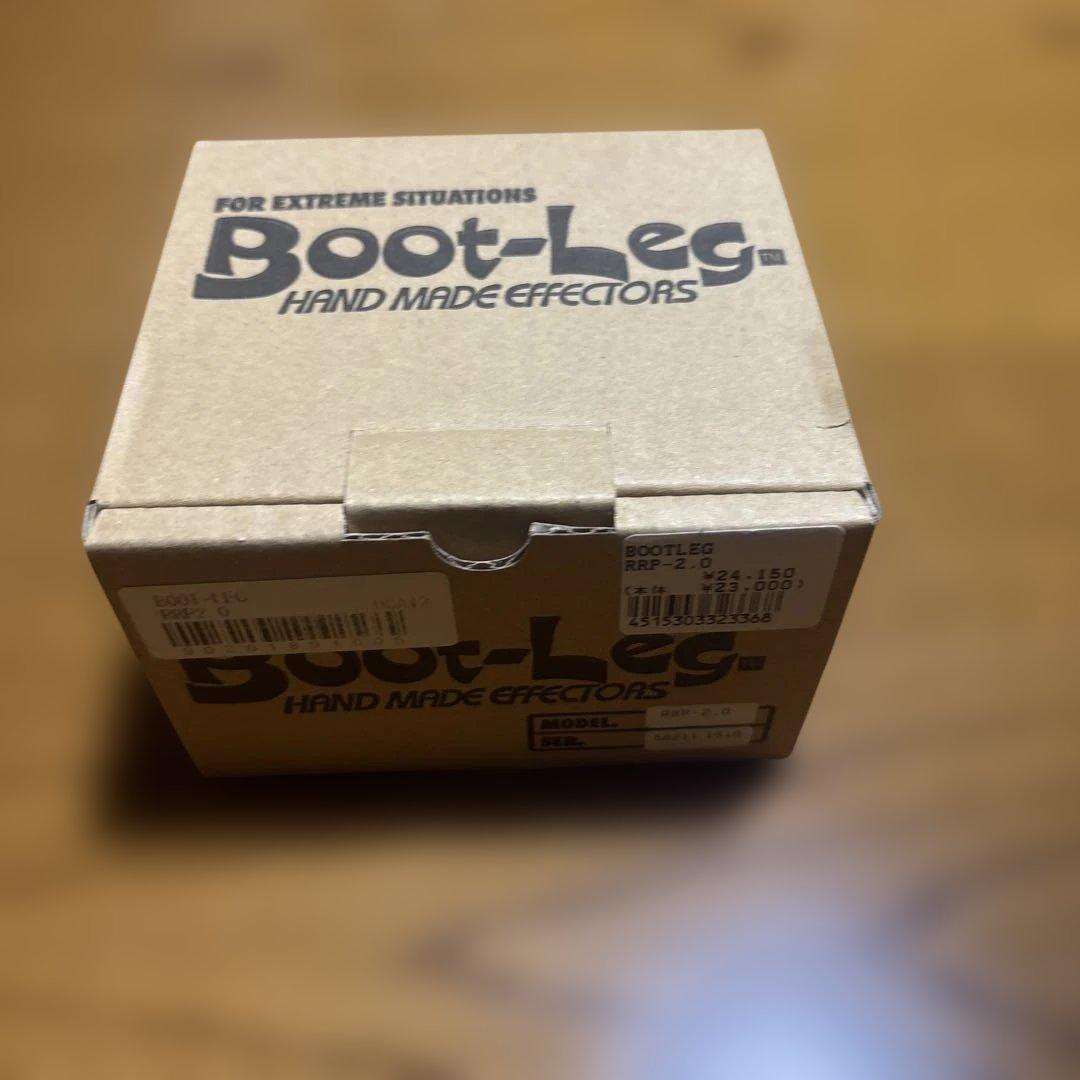 FOR EXTREME SITUATIONS
Boot-Leg TM
HAND MADE EFFECTORS
BOOTLEG
RRP-2.0
¥24,150
(本体 ¥23,000)
4515303323368
BOOT-LEG
RRP2.0
Boot-Leg
HAND MADE EFFECTORS
MODEL. RRP-2.0
SER.